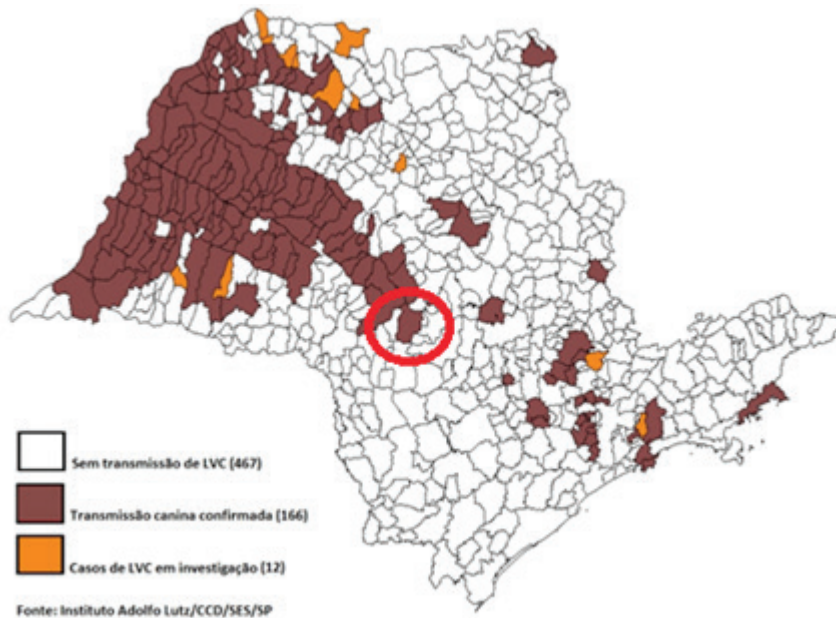 Sem transmissão de LVC (467)
Transmissão canina confirmada (166)
Casos de LVC em investigação (12)
Fonte: Instituto Adolfo Lutz/CCD/SES/SP